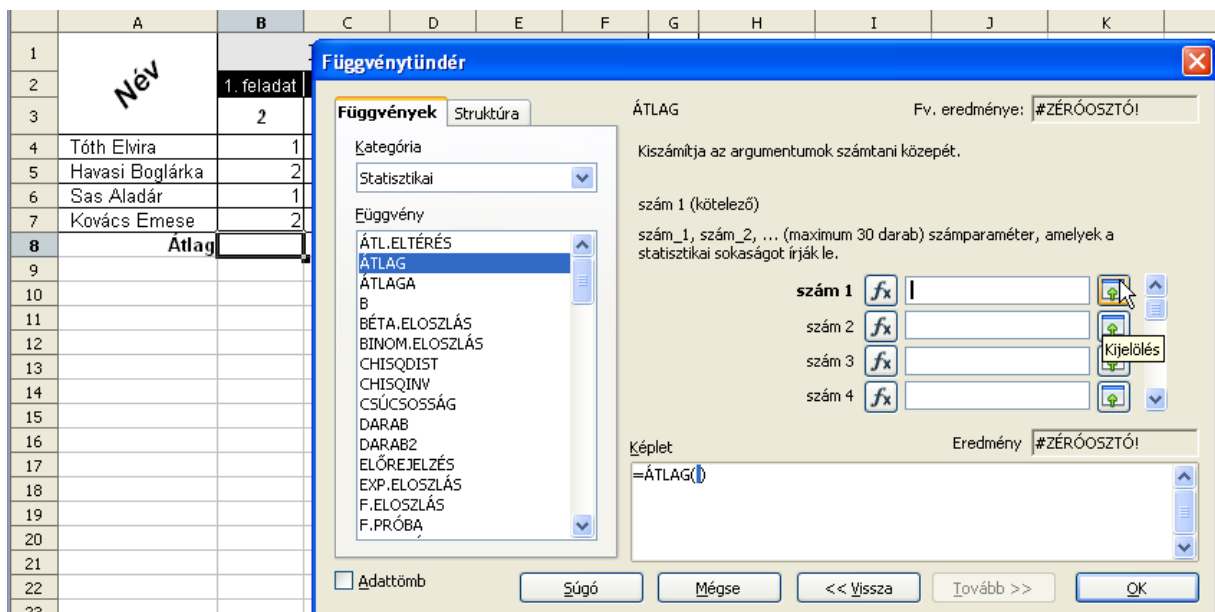 A B C D E F G H I J K
1
2
3
4
5
6
7
8
9
10
11
12
13
14
15
16
17
18
19
20
21
22
Név
1. feladat
2
Tóth Elvira 1
Havasi Boglárka 2
Sas Aladár 1
Kovács Emese 2
Átlag
Függvénytündér
Függvények Struktúra
Kategória
Statisztikai
Függvény
ÁTL.ELTÉRÉS
ÁTLAG
ÁTLAGA
B
BÉTA.ELOSZLÁS
BINOM.ELOSZLÁS
CHISQDIST
CHISQINV
CSÚCSOSSÁG
DARAB
DARAB2
ELŐREJELZÉS
EXP.ELOSZLÁS
F.ELOSZLÁS
F.PRÓBA
Adattömb
ÁTLAG Fv. eredménye: #ZÉRÓOSZTÓ!
Kiszámítja az argumentumok számtani közepét.
szám 1 (kötelező)
szám_1, szám_2, ... (maximum 30 darab) számparaméter, amelyek a
statisztikai sokaságot írják le.
szám 1 fx
szám 2 fx
Kijelölés
szám 3 fx
szám 4 fx
Képlet Eredmény #ZÉRÓOSZTÓ!
=ÁTLAG()
Súgó Mégse << Vissza Tovább >> OK